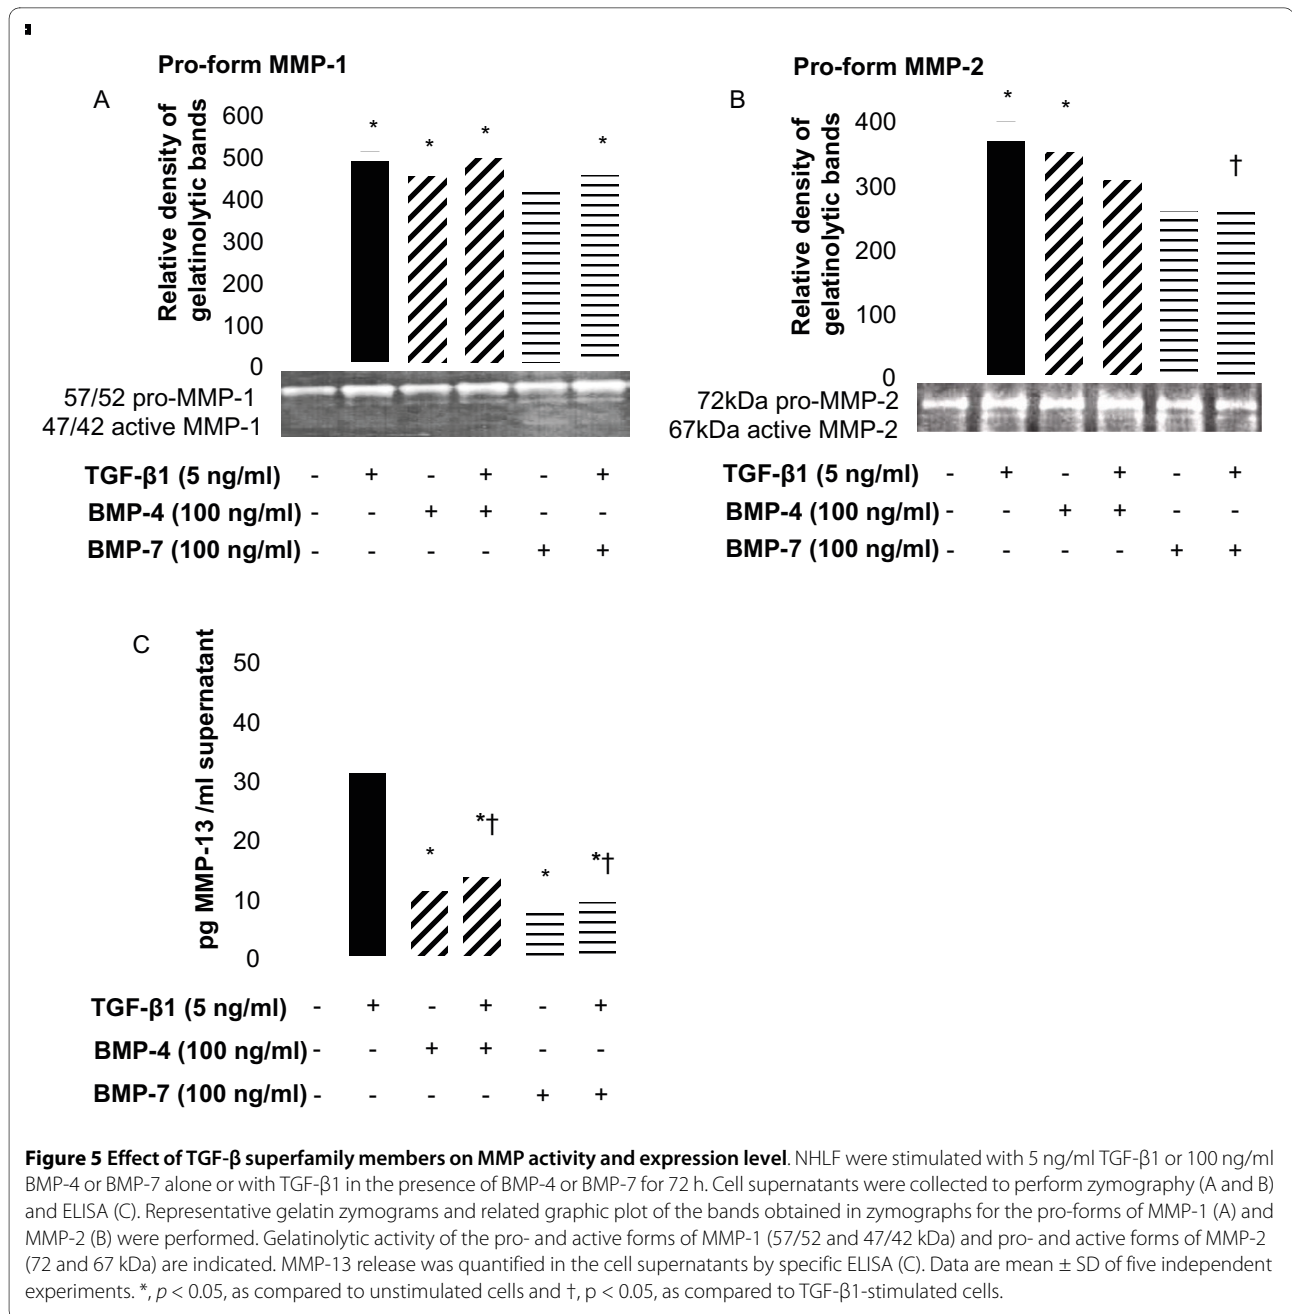 Pro-form MMP-1
A
Relative density of
gelatinolytic bands
*
*
*
*
600
500
400
300
200
100
0
57/52 pro-MMP-1
47/42 active MMP-1
TGF-β1 (5 ng/ml) - + - + - +
BMP-4 (100 ng/ml) - - + + - -
BMP-7 (100 ng/ml) - - - - + +
Pro-form MMP-2
B
Relative density of
gelatinolytic bands
*
*
†
400
300
200
100
0
72kDa pro-MMP-2
67kDa active MMP-2
TGF-β1 (5 ng/ml) - + - + - +
BMP-4 (100 ng/ml) - - + + - -
BMP-7 (100 ng/ml) - - - - + +
C
pg MMP-13 /ml supernatant
50
40
30
20
10
0
*
*†
*
*†
TGF-β1 (5 ng/ml) - + - + - +
BMP-4 (100 ng/ml) - - + + - -
BMP-7 (100 ng/ml) - - - - + +
Figure 5 Effect of TGF-β superfamily members on MMP activity and expression level. NHLF were stimulated with 5 ng/ml TGF-β1 or 100 ng/ml
BMP-4 or BMP-7 alone or with TGF-β1 in the presence of BMP-4 or BMP-7 for 72 h. Cell supernatants were collected to perform zymography (A and B)
and ELISA (C). Representative gelatin zymograms and related graphic plot of the bands obtained in zymographs for the pro-forms of MMP-1 (A) and
MMP-2 (B) were performed. Gelatinolytic activity of the pro- and active forms of MMP-1 (57/52 and 47/42 kDa) and pro- and active forms of MMP-2
(72 and 67 kDa) are indicated. MMP-13 release was quantified in the cell supernatants by specific ELISA (C). Data are mean ± SD of five independent
experiments. *, p < 0.05, as compared to unstimulated cells and †, p < 0.05, as compared to TGF-β1-stimulated cells.